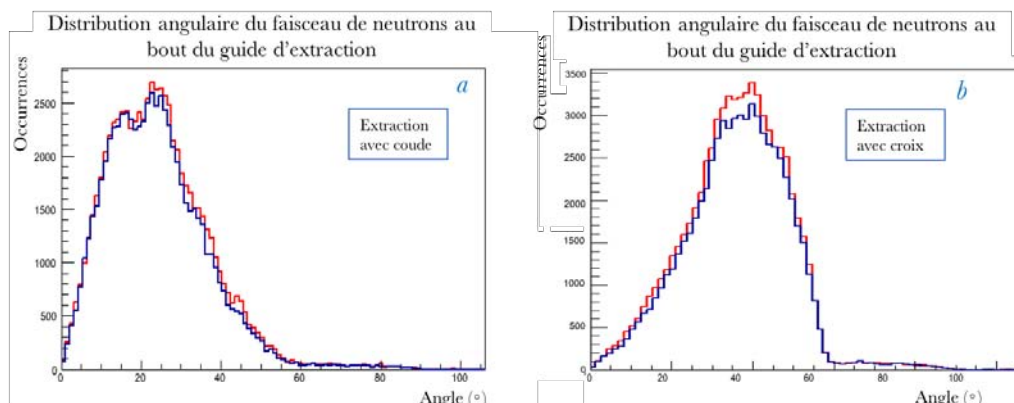 Distribution angulaire du faisceau de neutrons au
bout du guide d'extraction
Occurrences
a
Extraction
avec coude
2500
2000
1500
1000
500
0
0 20 40 60 80 100
Angle (°)
Distribution angulaire du faisceau de neutrons au
bout du guide d'extraction
Occurrences
b
Extraction
avec croix
3500
3000
2500
2000
1500
1000
500
0
0 20 40 60 80 100
Angle (°)